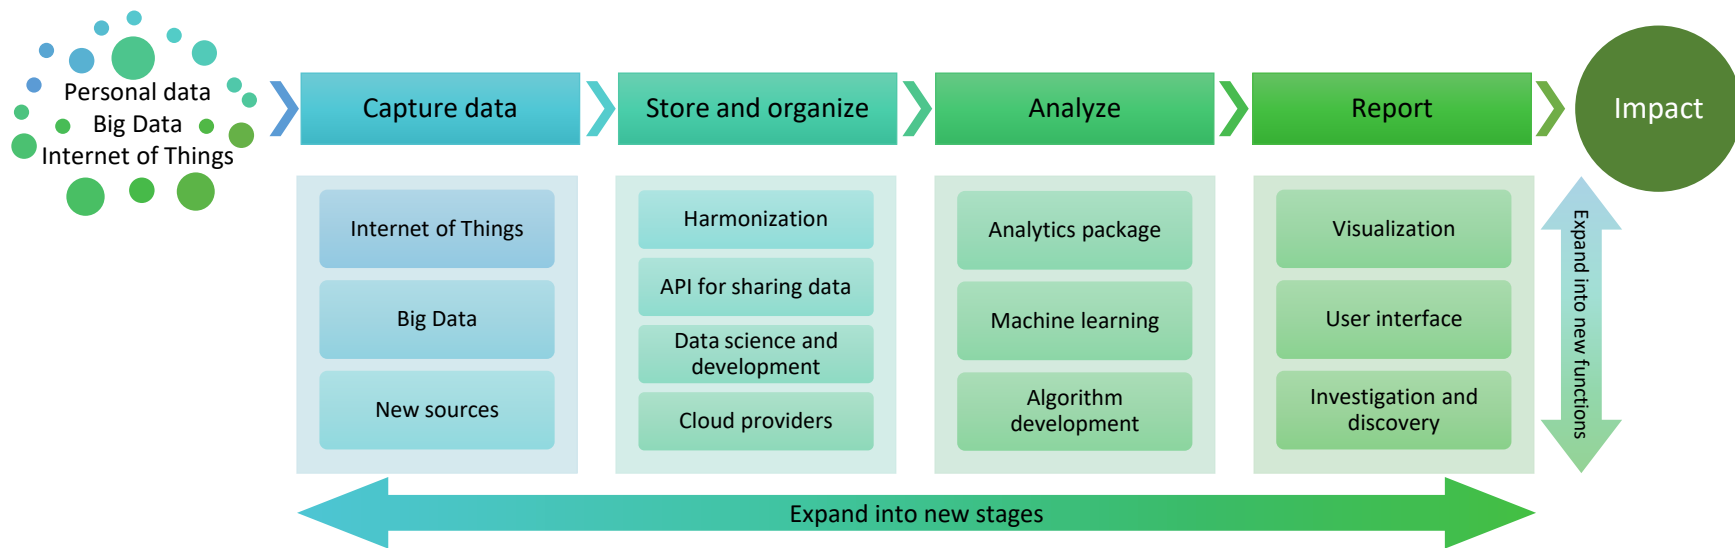 Personal data
Big Data
Internet of Things
Capture data
Store and organize
Analyze
Report
Impact
Internet of Things
Big Data
New sources
Harmonization
API for sharing data
Data science and
development
Cloud providers
Analytics package
Machine learning
Algorithm
development
Visualization
User interface
Investigation and
discovery
Expand into new functions
Expand into new stages